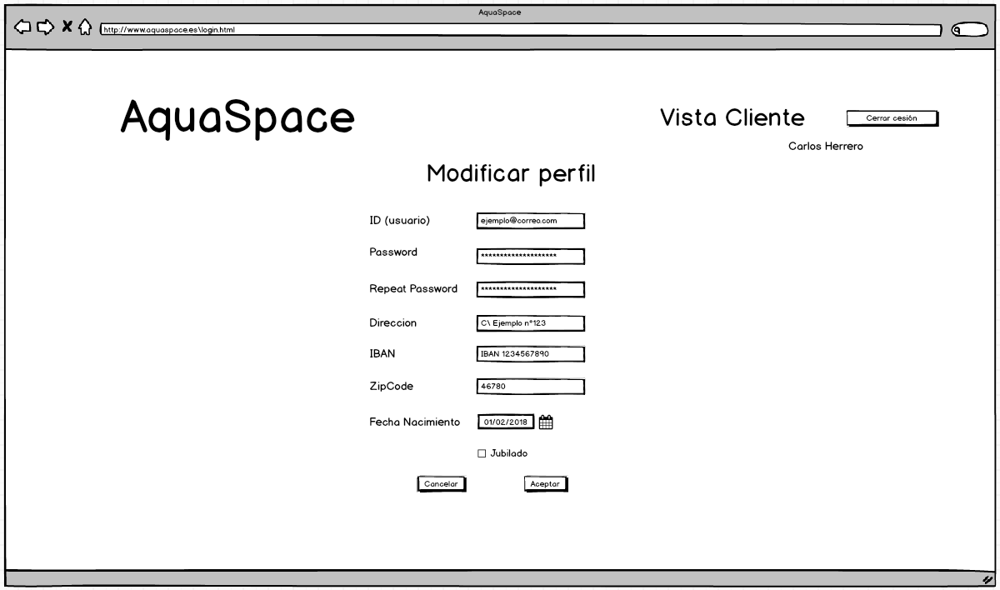 AquaSpace
http://www.aquaspace.es\login.html
AquaSpace
Vista Cliente
Cerrar cesión
Carlos Herrero
Modificar perfil
ID (usuario) ejemplo@correo.com
Password ********************
Repeat Password ********************
Direccion C\ Ejemplo nº123
IBAN IBAN 1234567890
ZipCode 46780
Fecha Nacimiento 01/02/2018
Jubilado
Cancelar Aceptar